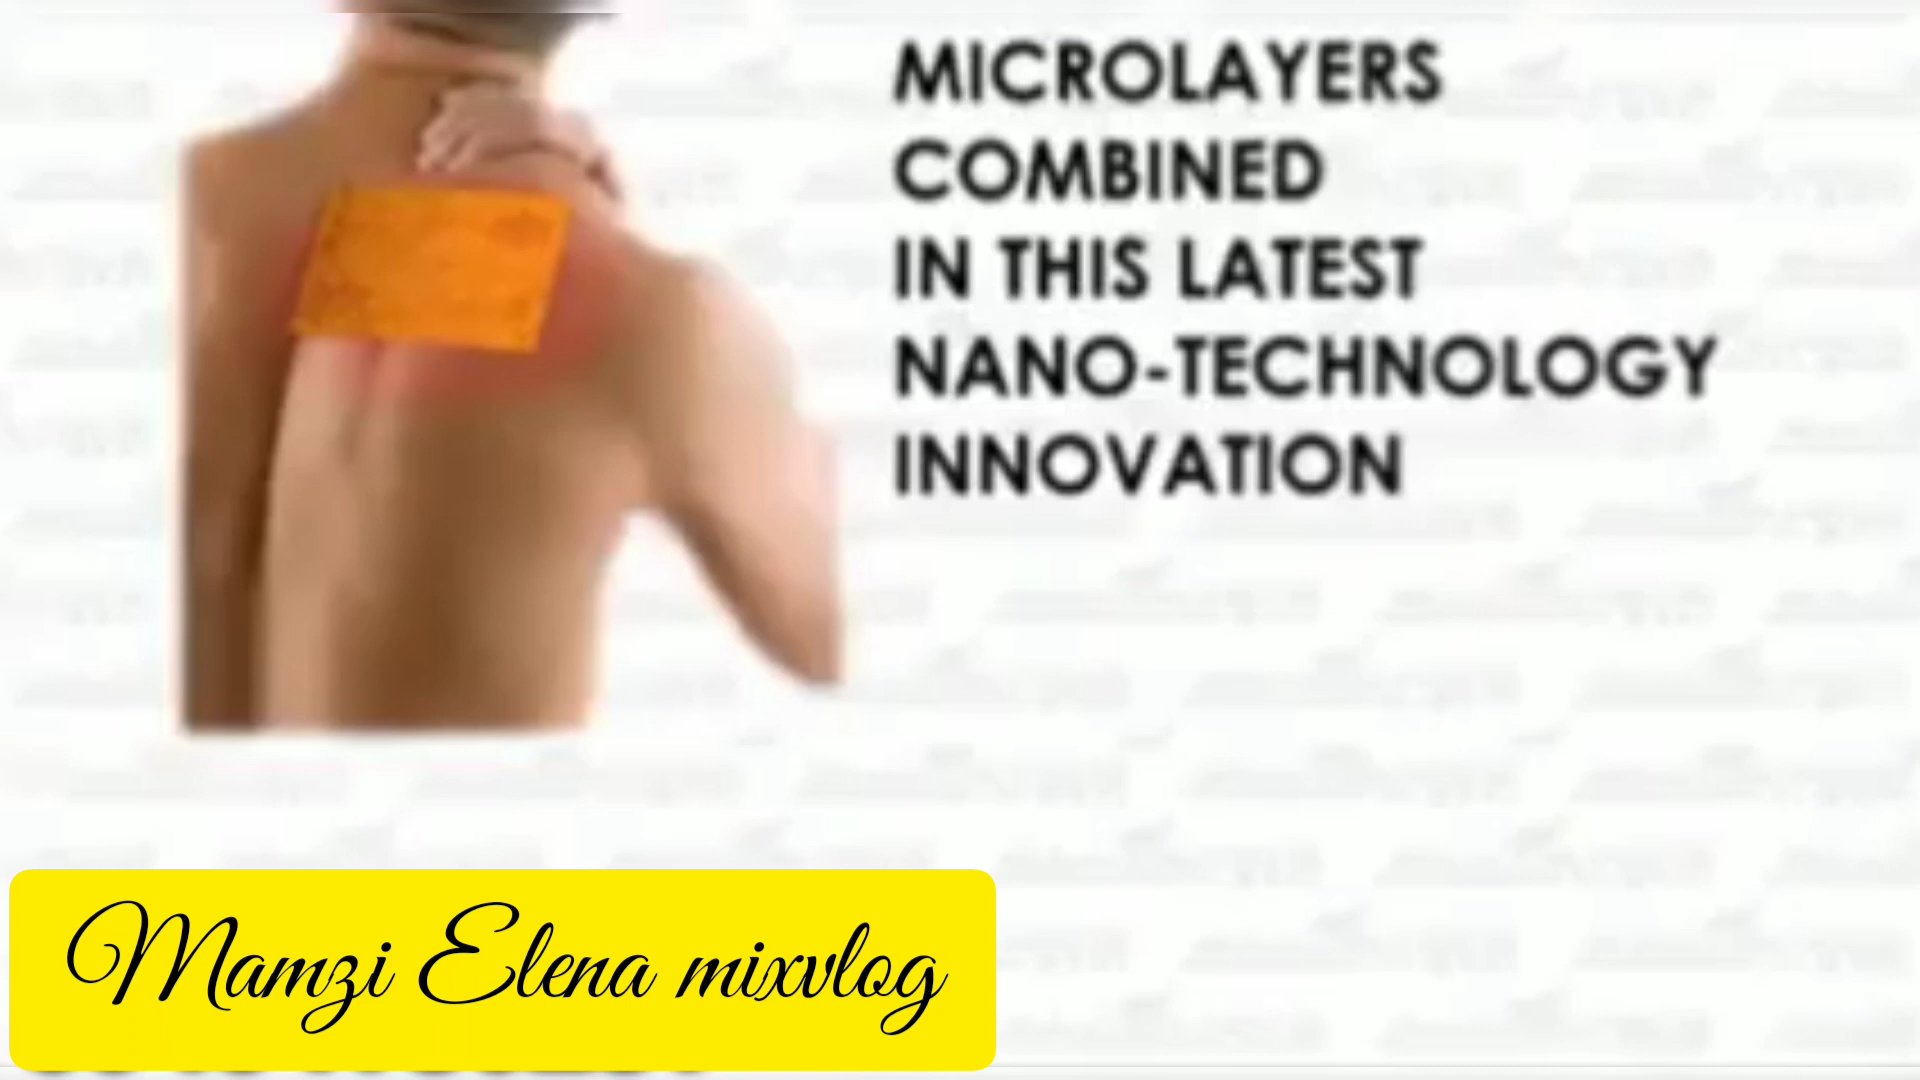 MICROLAYERS
COMBINED
IN THIS LATEST
NANO-TECHNOLOGY
INNOVATION
Mamzi Elena mixvlog